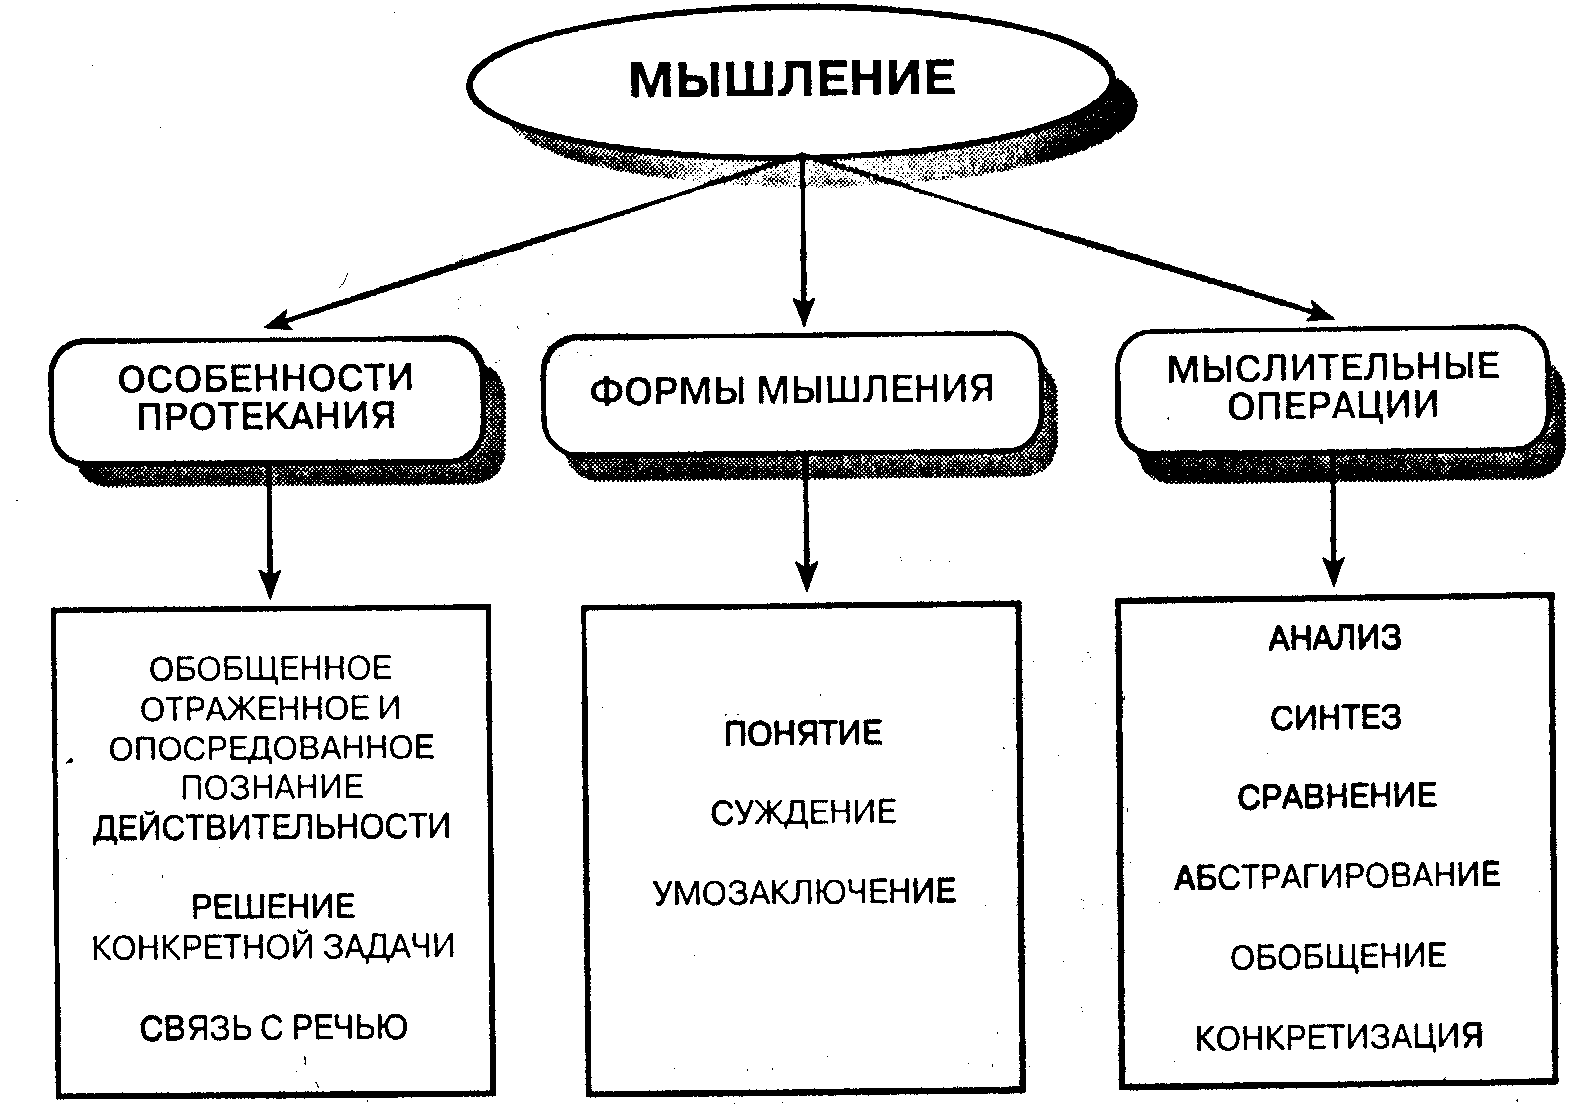 МЫШЛЕНИЕ
ОСОБЕННОСТИ
ПРОТЕКАНИЯ
ФОРМЫ МЫШЛЕНИЯ
МЫСЛИТЕЛЬНЫЕ
ОПЕРАЦИИ
ОБОБЩЕННОЕ
ОТРАЖЕННОЕ И
ОПОСРЕДОВАННОЕ
ПОЗНАНИЕ
ДЕЙСТВИТЕЛЬНОСТИ
РЕШЕНИЕ
КОНКРЕТНОЙ ЗАДАЧИ
СВЯЗЬ С РЕЧЬЮ
ПОНЯТИЕ
СУЖДЕНИЕ
УМОЗАКЛЮЧЕНИЕ
АНАЛИЗ
СИНТЕЗ
СРАВНЕНИЕ
АБСТРАГИРОВАНИЕ
ОБОБЩЕНИЕ
КОНКРЕТИЗАЦИЯ